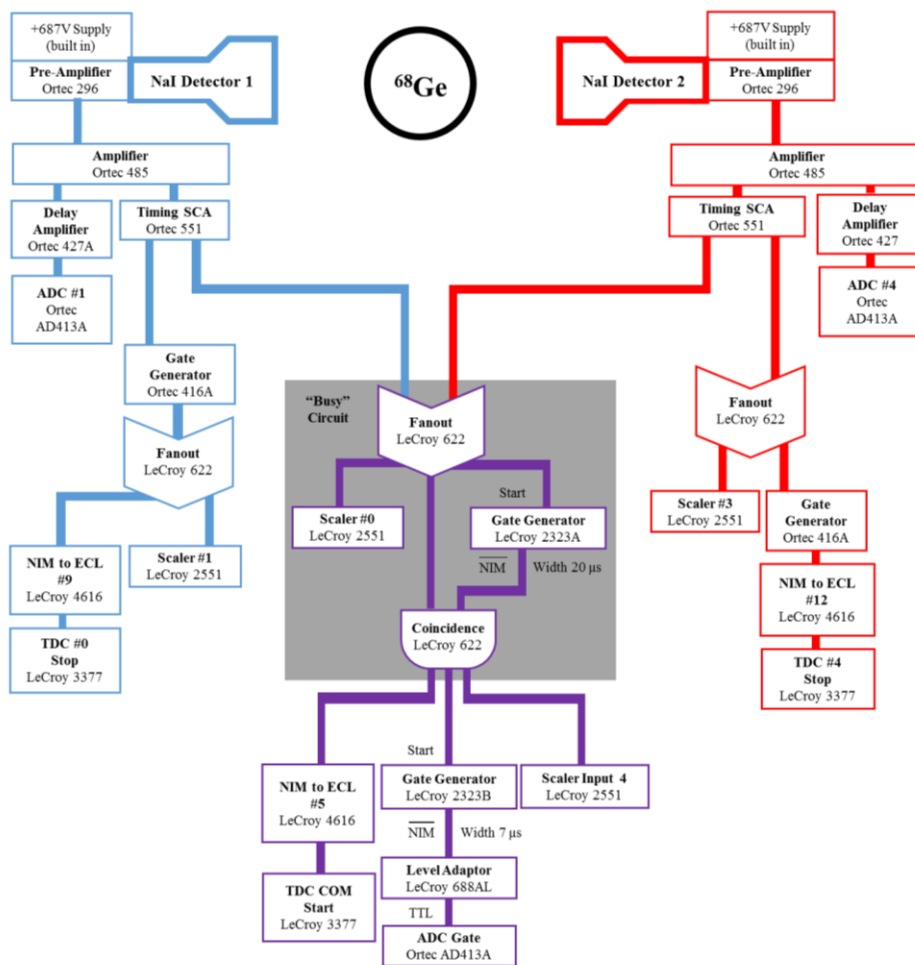 +687V Supply
(built in)
Pre-Amplifier
Ortec 296
NaI Detector 1
⁶⁸Ge
NaI Detector 2
+687V Supply
(built in)
Pre-Amplifier
Ortec 296
Amplifier
Ortec 485
Delay
Amplifier
Ortec 427A
Timing SCA
Ortec 551
ADC #1
Ortec
AD413A
Gate
Generator
Ortec 416A
Fanout
LeCroy 622
NIM to ECL
#9
LeCroy 4616
Scaler #1
LeCroy 2551
TDC #0
Stop
LeCroy 3377
Amplifier
Ortec 485
Timing SCA
Ortec 551
Delay
Amplifier
Ortec 427
ADC #4
Ortec
AD413A
Fanout
LeCroy 622
Scaler #3
LeCroy 2551
Gate
Generator
Ortec 416A
NIM to ECL
#12
LeCroy 4616
TDC #4
Stop
LeCroy 3377
“Busy”
Circuit
Fanout
LeCroy 622
Start
Scaler #0
LeCroy 2551
Gate Generator
LeCroy 2323A
N̅I̅M̅
Width 20 µs
Coincidence
LeCroy 622
Start
NIM to ECL
#5
LeCroy 4616
Gate Generator
LeCroy 2323B
Scaler Input 4
LeCroy 2551
N̅I̅M̅
Width 7 µs
Level Adaptor
LeCroy 688AL
TDC COM
Start
LeCroy 3377
TTL
ADC Gate
Ortec AD413A